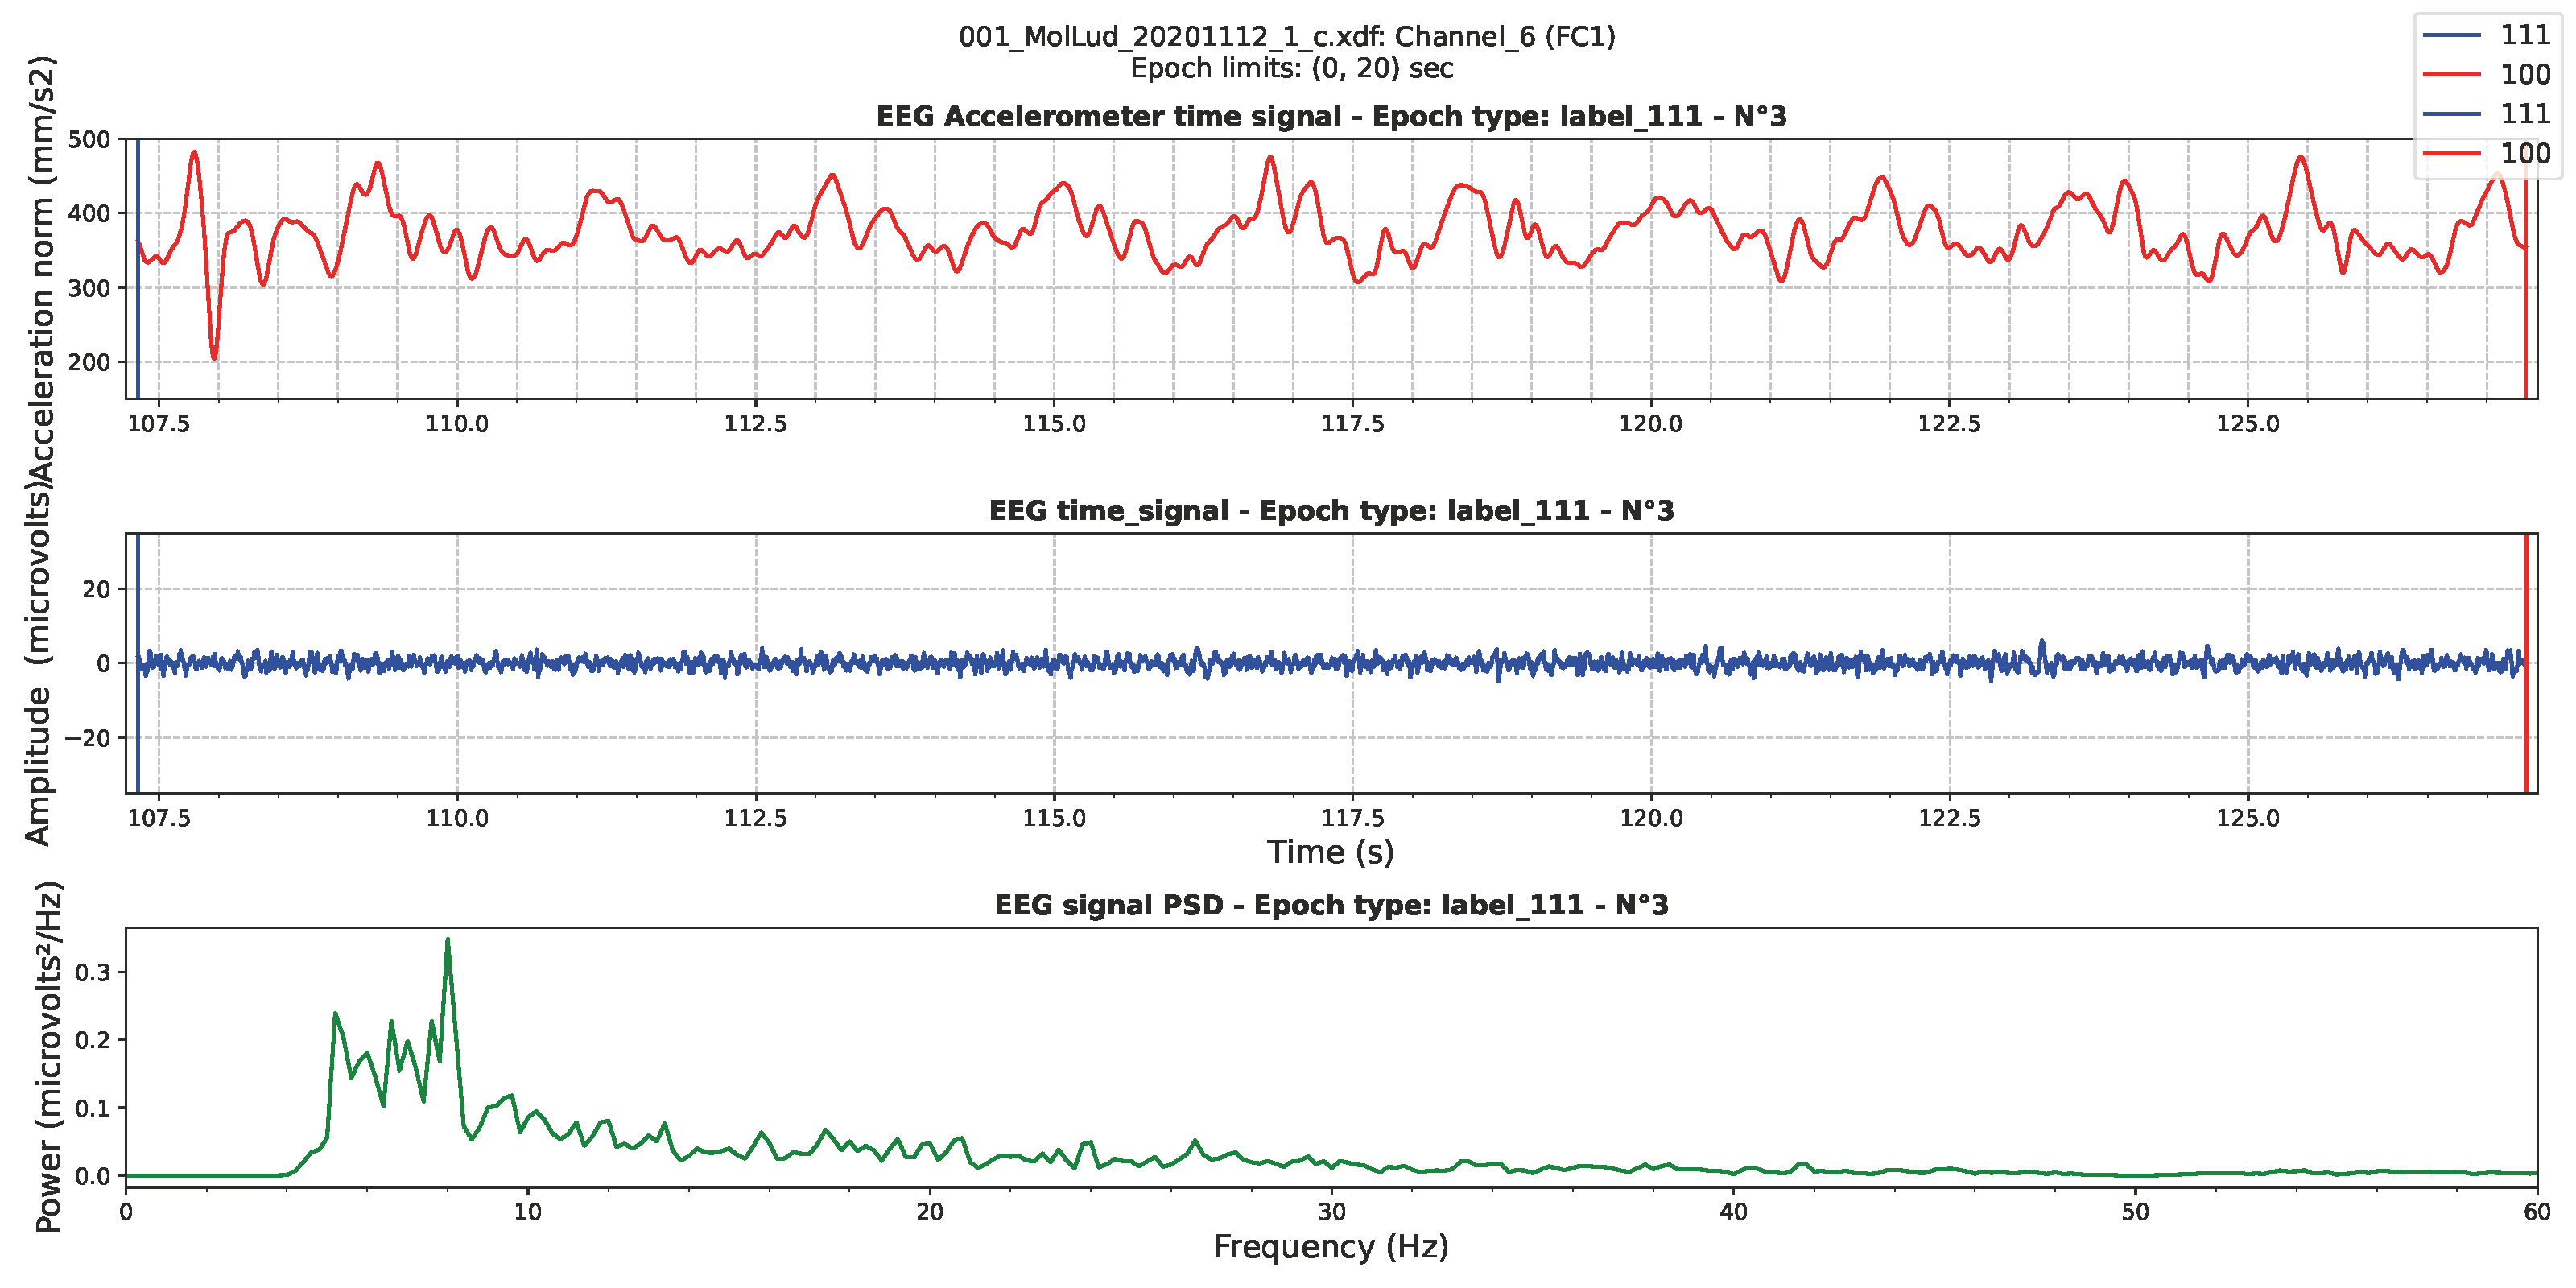 001_MolLud_20201112_1_c.xdf: Channel_6 (FC1)
Epoch limits: (0, 20) sec
111
100
111
100
EEG Accelerometer time signal - Epoch type: label_111 - N°3
Acceleration norm (mm/s2)
500
400
300
200
107.5 110.0 112.5 115.0 117.5 120.0 122.5 125.0
EEG time_signal - Epoch type: label_111 - N°3
Amplitude (microvolts)
20
0
−20
107.5 110.0 112.5 115.0 117.5 120.0 122.5 125.0
Time (s)
EEG signal PSD - Epoch type: label_111 - N°3
Power (microvolts²/Hz)
0.3
0.2
0.1
0.0
0 10 20 30 40 50 60
Frequency (Hz)